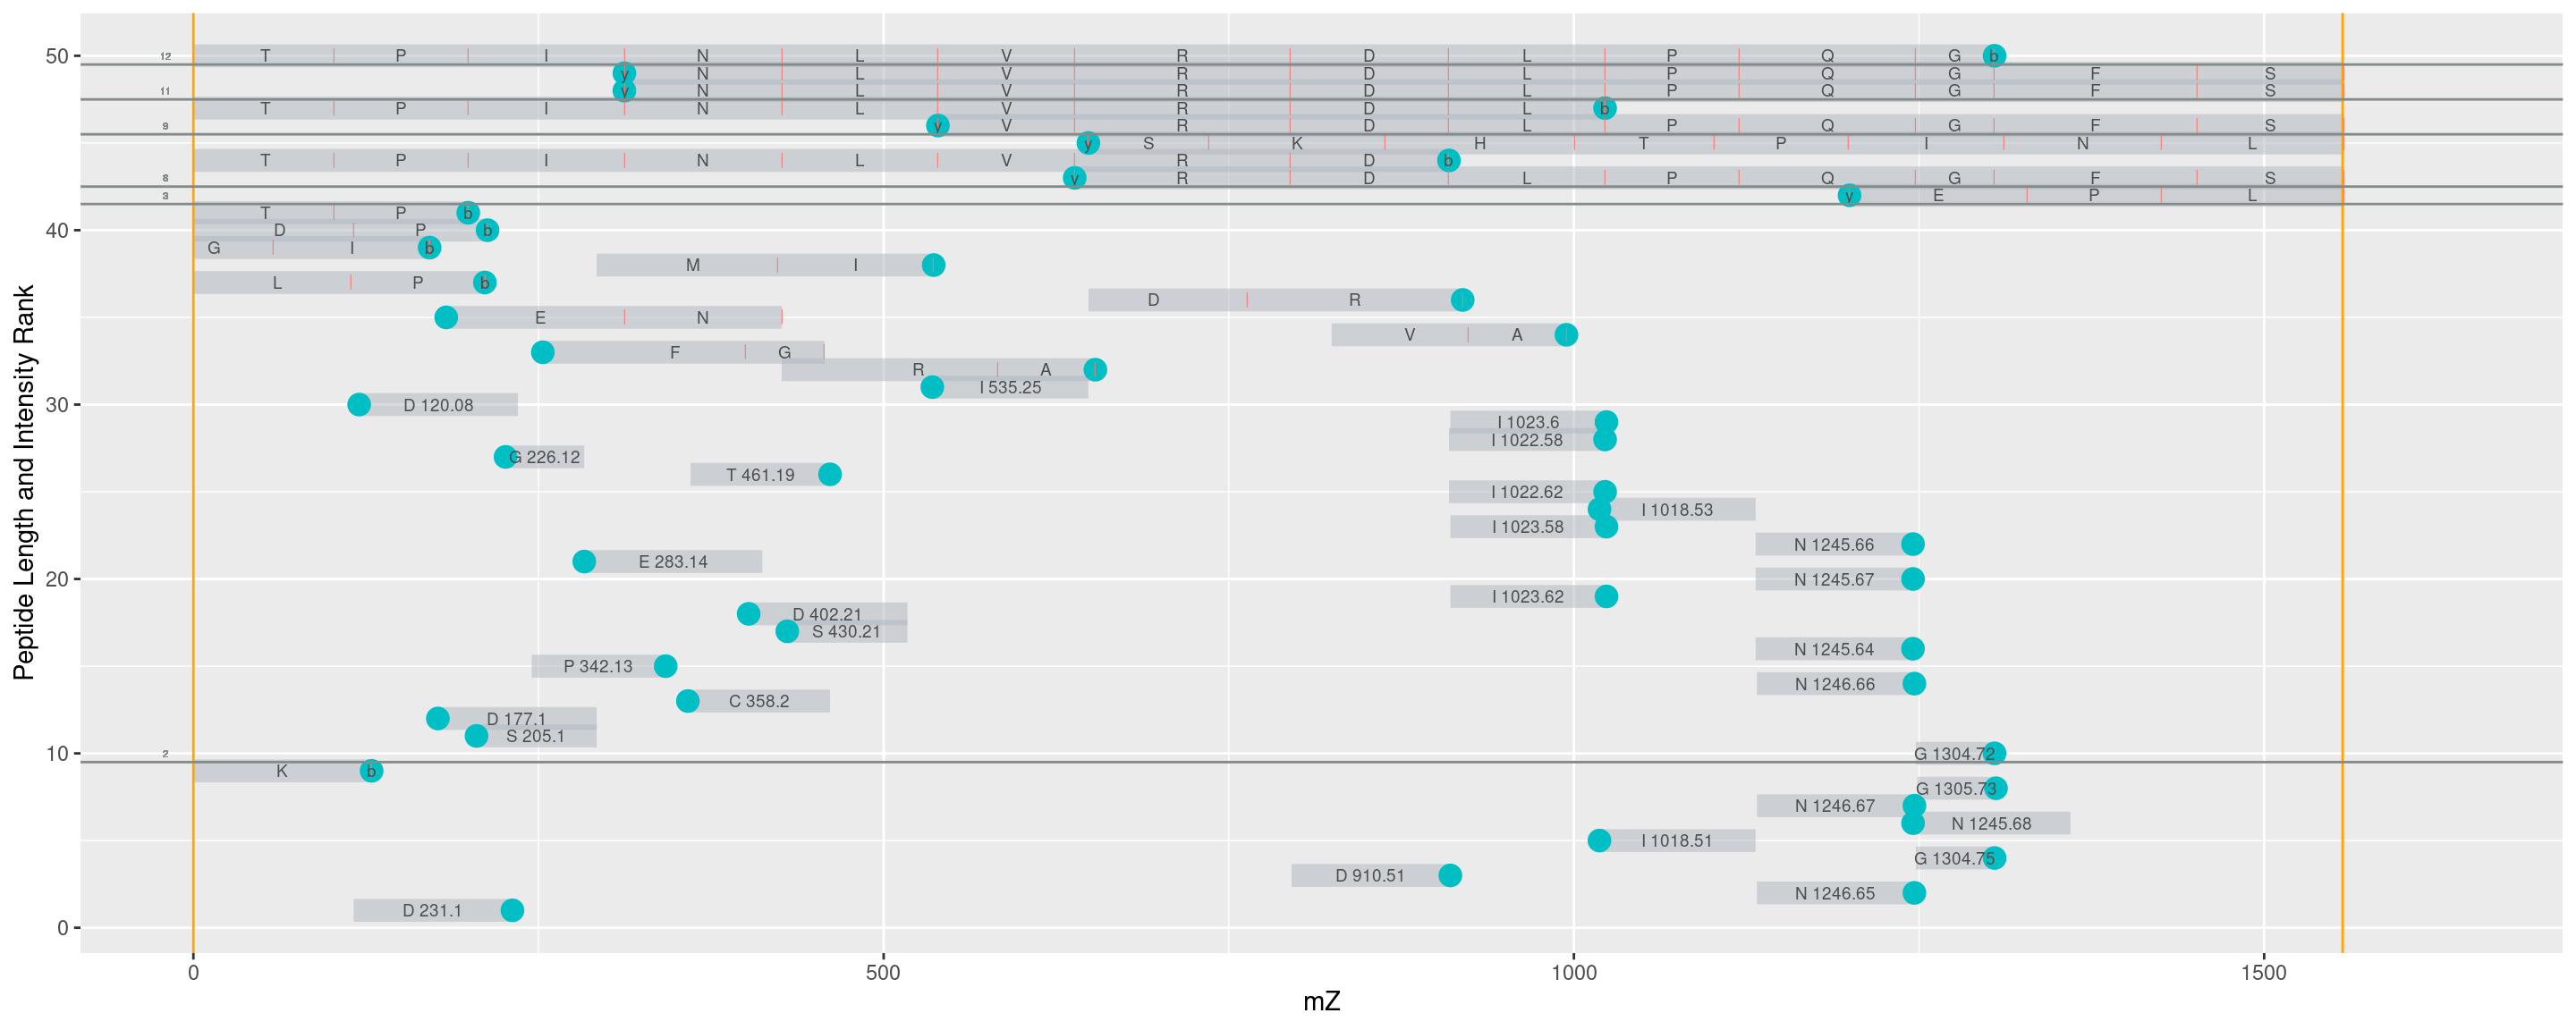 50
12
T P I N L V R D L P Q G b
y N L V R D L P Q G F S
11
y N L V R D L P Q G F S
T P I N L V R D L b
9
y V R D L P Q G F S
y S K H T P I N L
T P I N L V R D b
8
y R D L P Q G F S
3
y E P L
T P b
40
D P b
G I b
M I
L P b
D R
E N
V A
F G
R A
I 535.25
30
D 120.08
I 1023.6
I 1022.58
G 226.12
T 461.19
I 1022.62
I 1018.53
I 1023.58
N 1245.66
E 283.14
20
N 1245.67
I 1023.62
D 402.21
S 430.21
N 1245.64
P 342.13
N 1246.66
C 358.2
D 177.1
S 205.1
10
2
G 1304.72
K b
G 1305.73
N 1246.67
N 1245.68
I 1018.51
G 1304.75
D 910.51
N 1246.65
D 231.1
0
0 500 1000 1500
mZ
Peptide Length and Intensity Rank